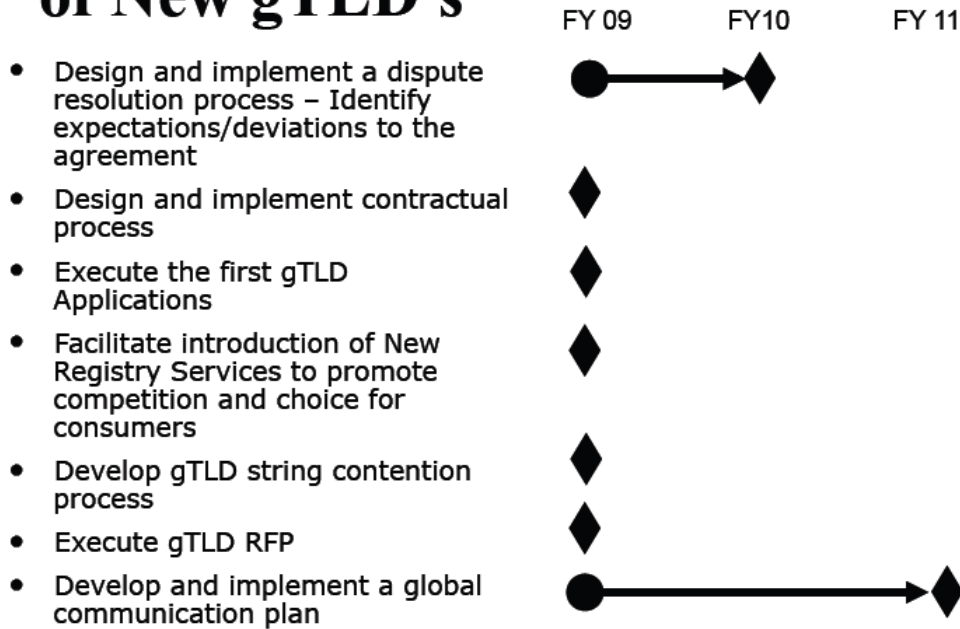 of New gTLD's
FY 09 FY10 FY 11
• Design and implement a dispute
resolution process – Identify
expectations/deviations to the
agreement
• Design and implement contractual
process
• Execute the first gTLD
Applications
• Facilitate introduction of New
Registry Services to promote
competition and choice for
consumers
• Develop gTLD string contention
process
• Execute gTLD RFP
• Develop and implement a global
communication plan